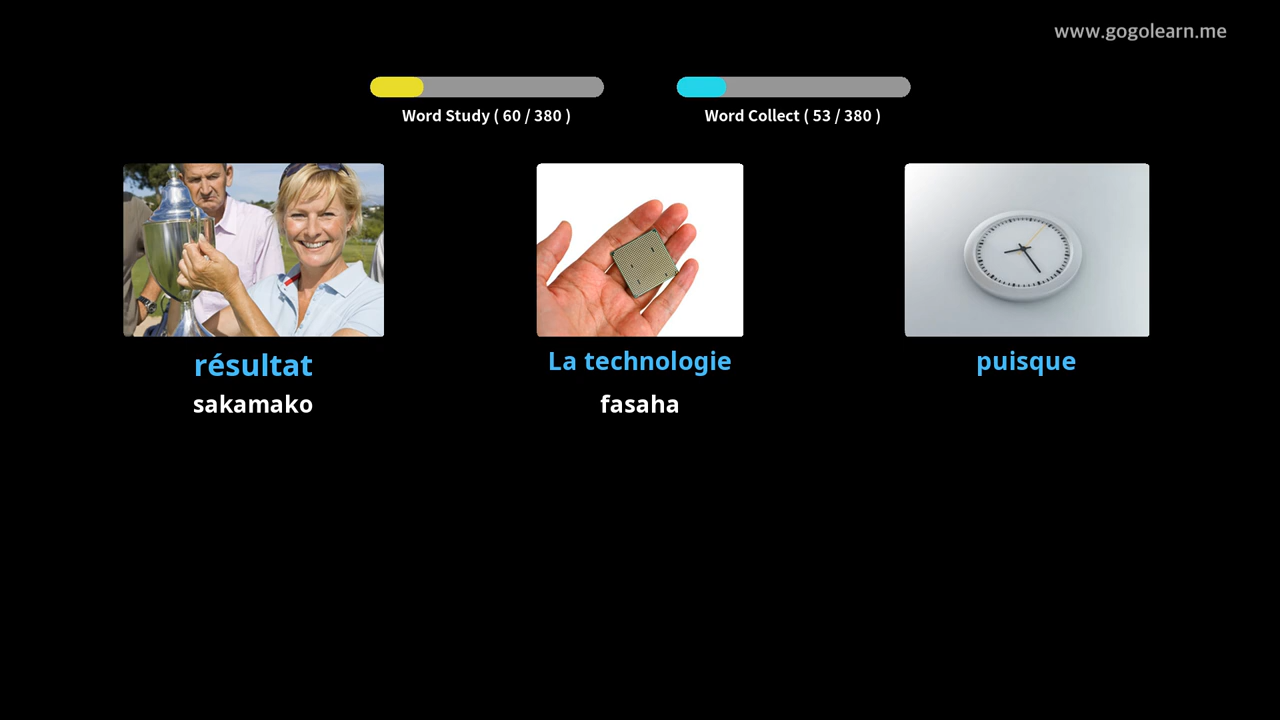 www.gogolearn.me
Word Study ( 60 / 380 )
Word Collect ( 53 / 380 )
résultat
La technologie
puisque
sakamako
fasaha